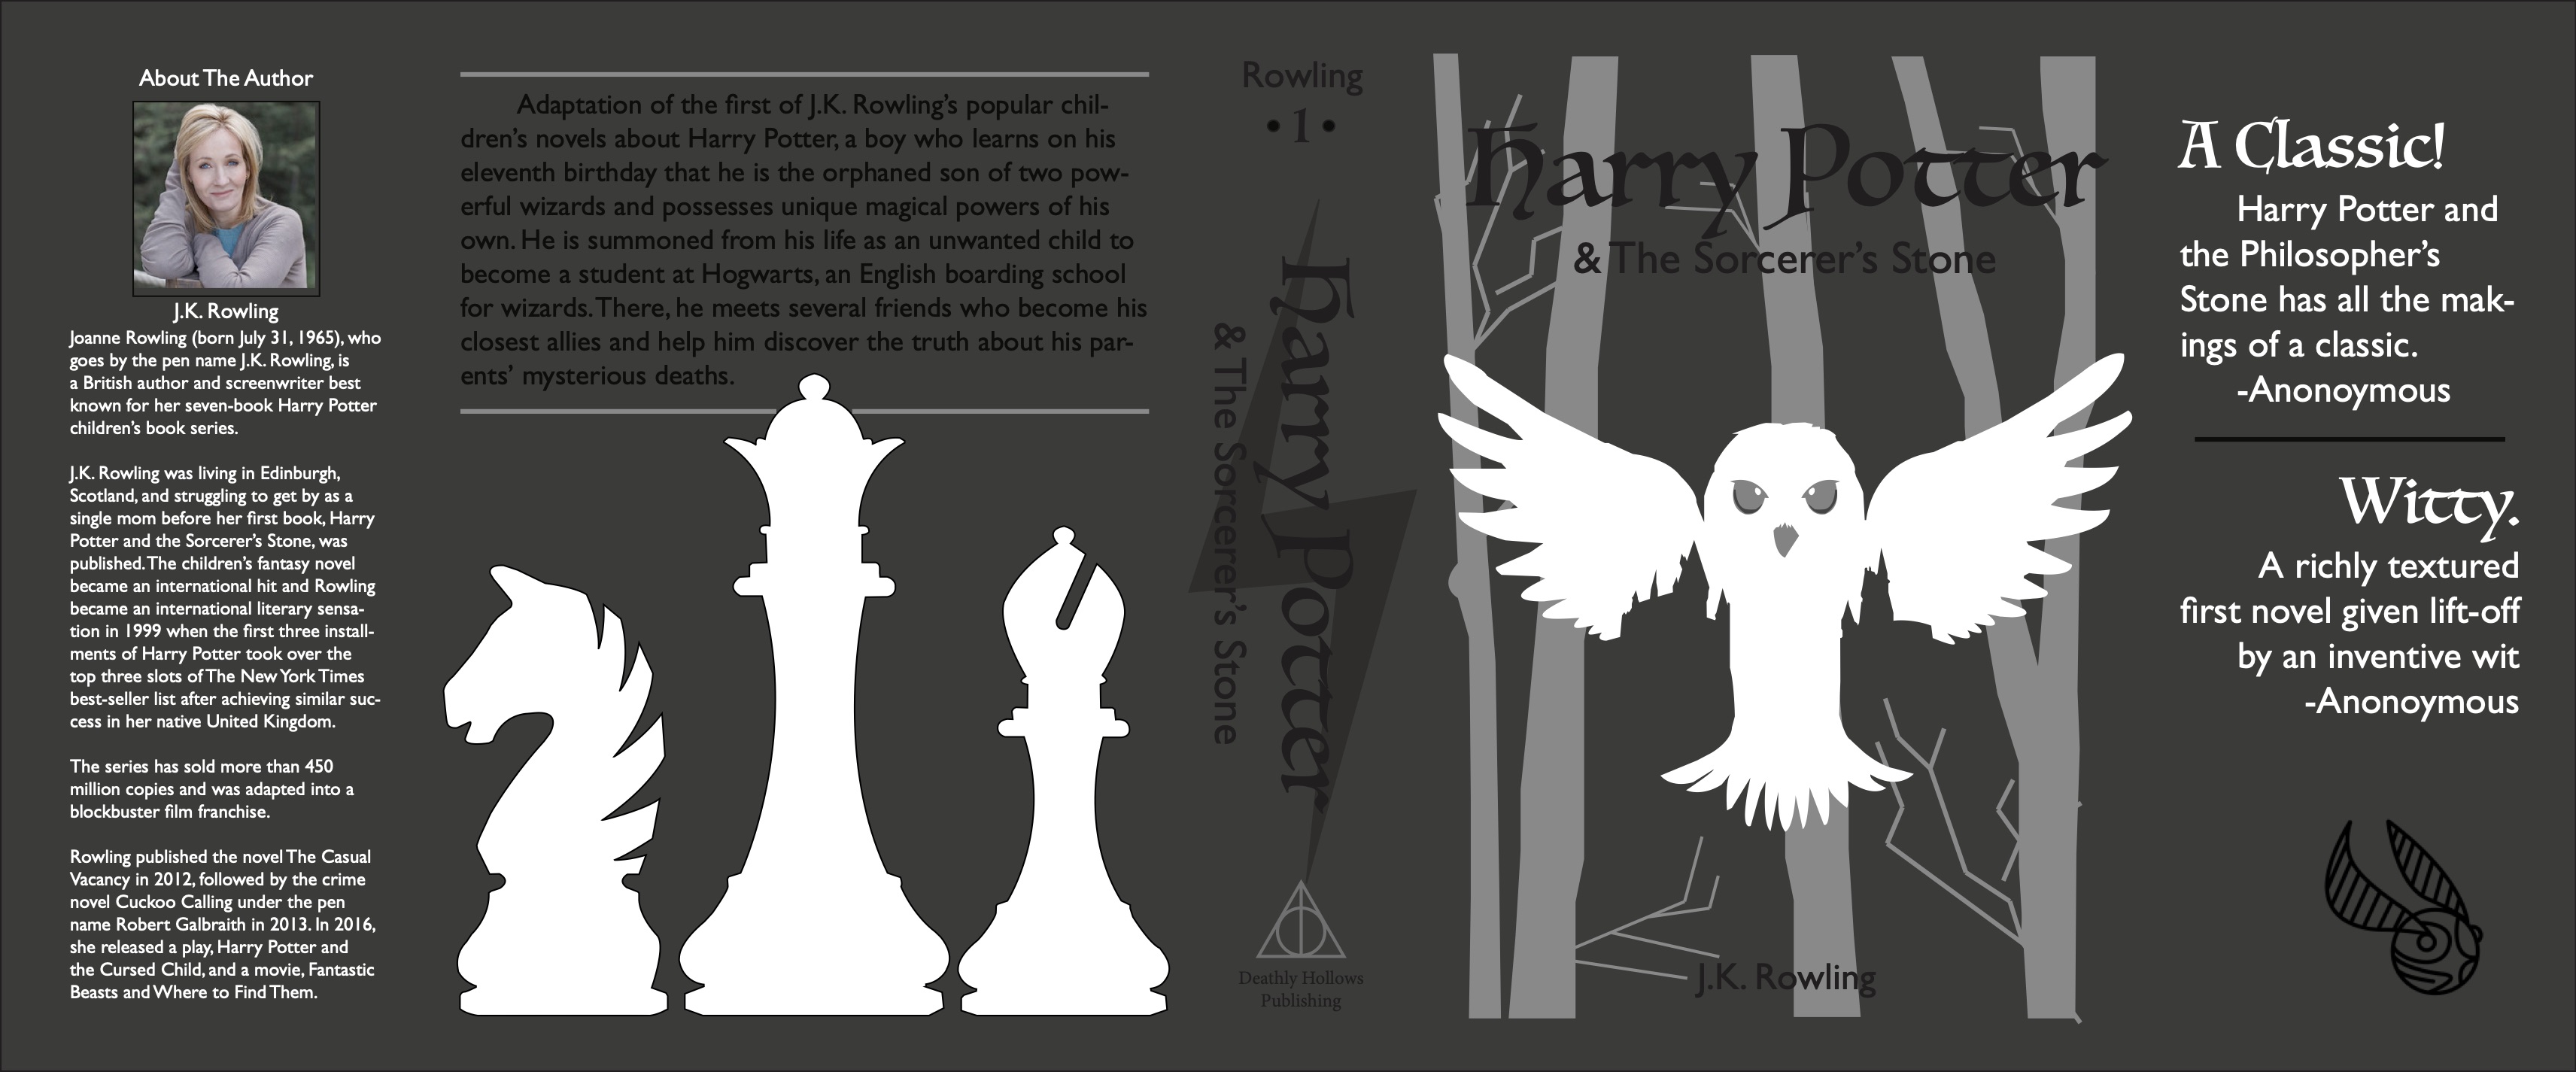 About The Author
J.K. Rowling
Joanne Rowling (born July 31, 1965), who
goes by the pen name J.K. Rowling, is
a British author and screenwriter best
known for her seven-book Harry Potter
children's book series.
J.K. Rowling was living in Edinburgh,
Scotland, and struggling to get by as a
single mom before her first book, Harry
Potter and the Sorcerer's Stone, was
published. The children's fantasy novel
became an international hit and Rowling
became an international literary sensa-
tion in 1999 when the first three install-
ments of Harry Potter took over the
top three slots of The New York Times
best-seller list after achieving similar suc-
cess in her native United Kingdom.
The series has sold more than 450
million copies and was adapted into a
blockbuster film franchise.
Rowling published the novel The Casual
Vacancy in 2012, followed by the crime
novel Cuckoo Calling under the pen
name Robert Galbraith in 2013. In 2016,
she released a play, Harry Potter and
the Cursed Child, and a movie, Fantastic
Beasts and Where to Find Them.
Adaptation of the first of J.K. Rowling's popular chil-
dren's novels about Harry Potter, a boy who learns on his
eleventh birthday that he is the orphaned son of two pow-
erful wizards and possesses unique magical powers of his
own. He is summoned from his life as an unwanted child to
become a student at Hogwarts, an English boarding school
for wizards. There, he meets several friends who become his
closest allies and help him discover the truth about his par-
ents' mysterious deaths.
Rowling
• 1 •
Harry Potter
& The Sorcerer's Stone
Deathly Hollows
Publishing
Harry Potter
& The Sorcerer's Stone
J.K. Rowling
A Classic!
Harry Potter and
the Philosopher's
Stone has all the mak-
ings of a classic.
-Anonoymous
Witty.
A richly textured
first novel given lift-off
by an inventive wit
-Anonoymous